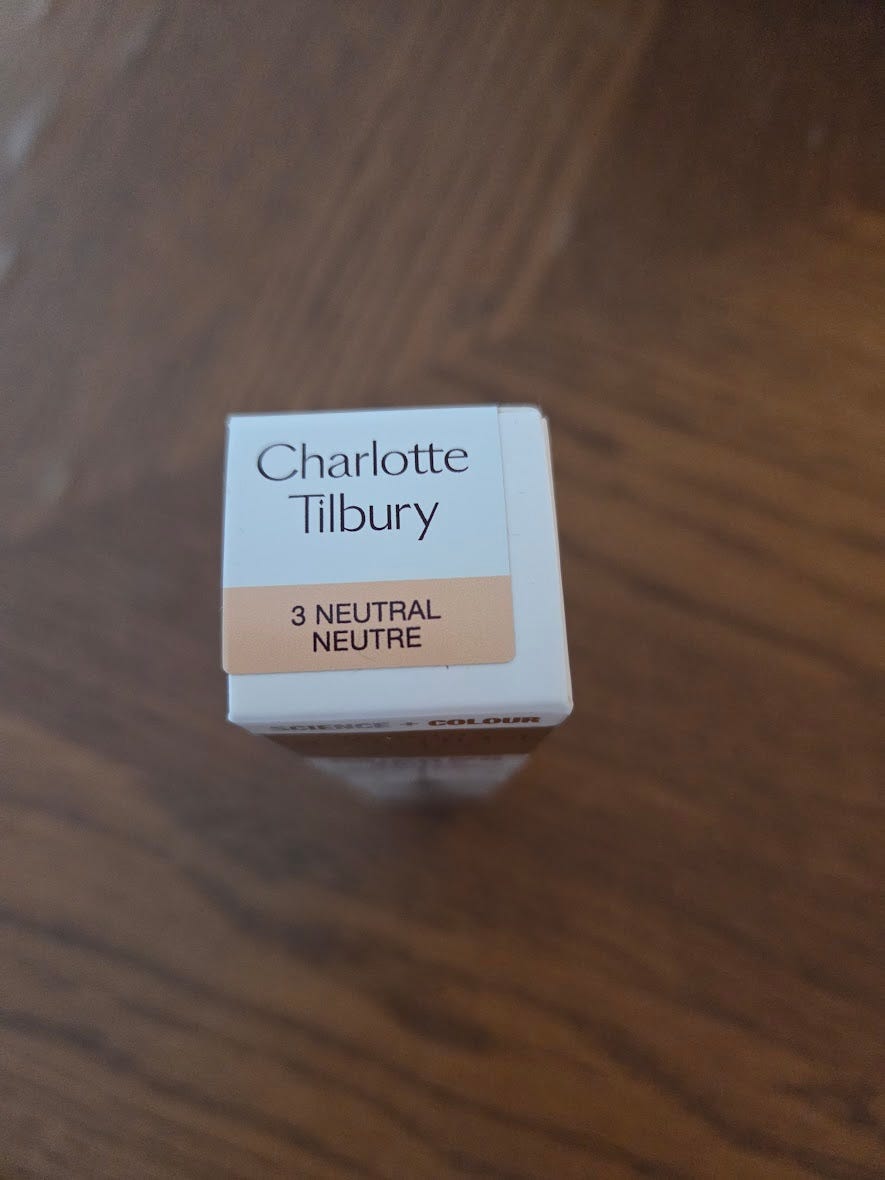 Charlotte
Tilbury
3 NEUTRAL
NEUTRE
SCIENCE + COLOUR